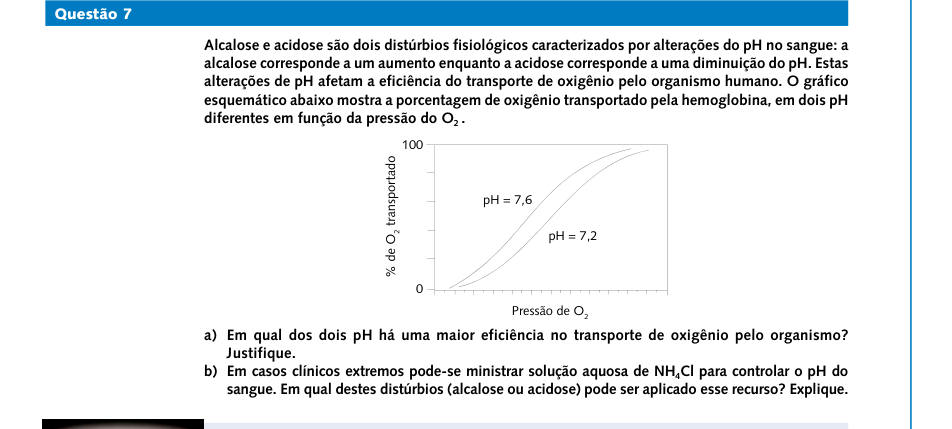 Questão 7
Alcalose e acidose são dois distúrbios fisiológicos caracterizados por alterações do pH no sangue: a
alcalose corresponde a um aumento enquanto a acidose corresponde a uma diminuição do pH. Estas
alterações de pH afetam a eficiência do transporte de oxigênio pelo organismo humano. O gráfico
esquemático abaixo mostra a porcentagem de oxigênio transportado pela hemoglobina, em dois pH
diferentes em função da pressão do O₂ .
100
% de O₂ transportado
pH = 7,6
pH = 7,2
0
Pressão de O₂
a) Em qual dos dois pH há uma maior eficiência no transporte de oxigênio pelo organismo?
Justifique.
b) Em casos clínicos extremos pode-se ministrar solução aquosa de NH₄Cl para controlar o pH do
sangue. Em qual destes distúrbios (alcalose ou acidose) pode ser aplicado esse recurso? Explique.